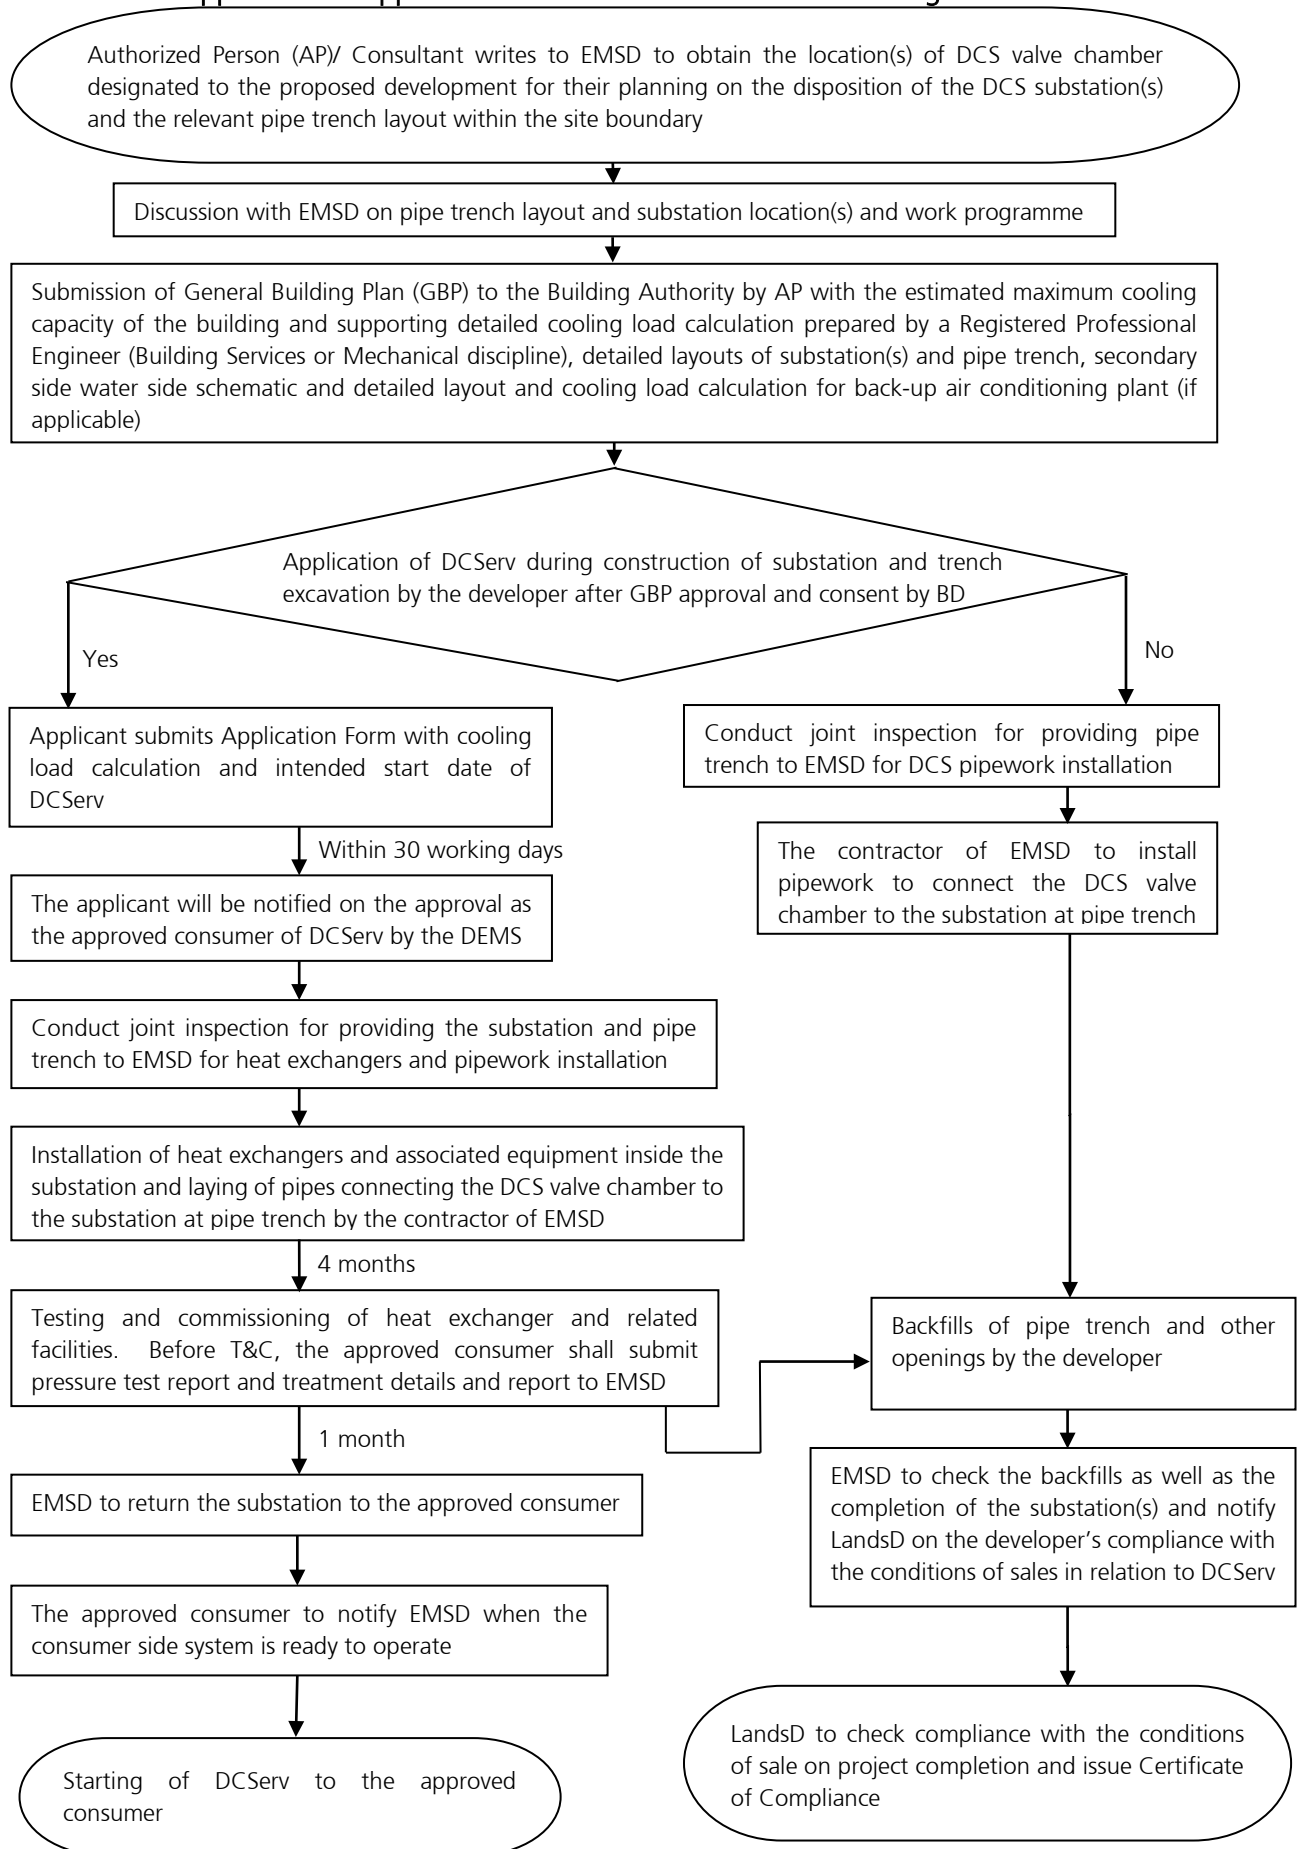 Authorized Person (AP)/ Consultant writes to EMSD to obtain the location(s) of DCS valve chamber
designated to the proposed development for their planning on the disposition of the DCS substation(s)
and the relevant pipe trench layout within the site boundary
Discussion with EMSD on pipe trench layout and substation location(s) and work programme
Submission of General Building Plan (GBP) to the Building Authority by AP with the estimated maximum cooling
capacity of the building and supporting detailed cooling load calculation prepared by a Registered Professional
Engineer (Building Services or Mechanical discipline), detailed layouts of substation(s) and pipe trench, secondary
side water side schematic and detailed layout and cooling load calculation for back-up air conditioning plant (if
applicable)
Application of DCServ during construction of substation and trench
excavation by the developer after GBP approval and consent by BD
Yes
No
Applicant submits Application Form with cooling
load calculation and intended start date of
DCServ
Within 30 working days
The applicant will be notified on the approval as
the approved consumer of DCServ by the DEMS
Conduct joint inspection for providing the substation and pipe
trench to EMSD for heat exchangers and pipework installation
Installation of heat exchangers and associated equipment inside the
substation and laying of pipes connecting the DCS valve chamber to
the substation at pipe trench by the contractor of EMSD
4 months
Testing and commissioning of heat exchanger and related
facilities. Before T&C, the approved consumer shall submit
pressure test report and treatment details and report to EMSD
1 month
EMSD to return the substation to the approved consumer
The approved consumer to notify EMSD when the
consumer side system is ready to operate
Starting of DCServ to the approved
consumer
Conduct joint inspection for providing pipe
trench to EMSD for DCS pipework installation
The contractor of EMSD to install
pipework to connect the DCS valve
chamber to the substation at pipe trench
Backfills of pipe trench and other
openings by the developer
EMSD to check the backfills as well as the
completion of the substation(s) and notify
LandsD on the developer's compliance with
the conditions of sales in relation to DCServ
LandsD to check compliance with the conditions
of sale on project completion and issue Certificate
of Compliance